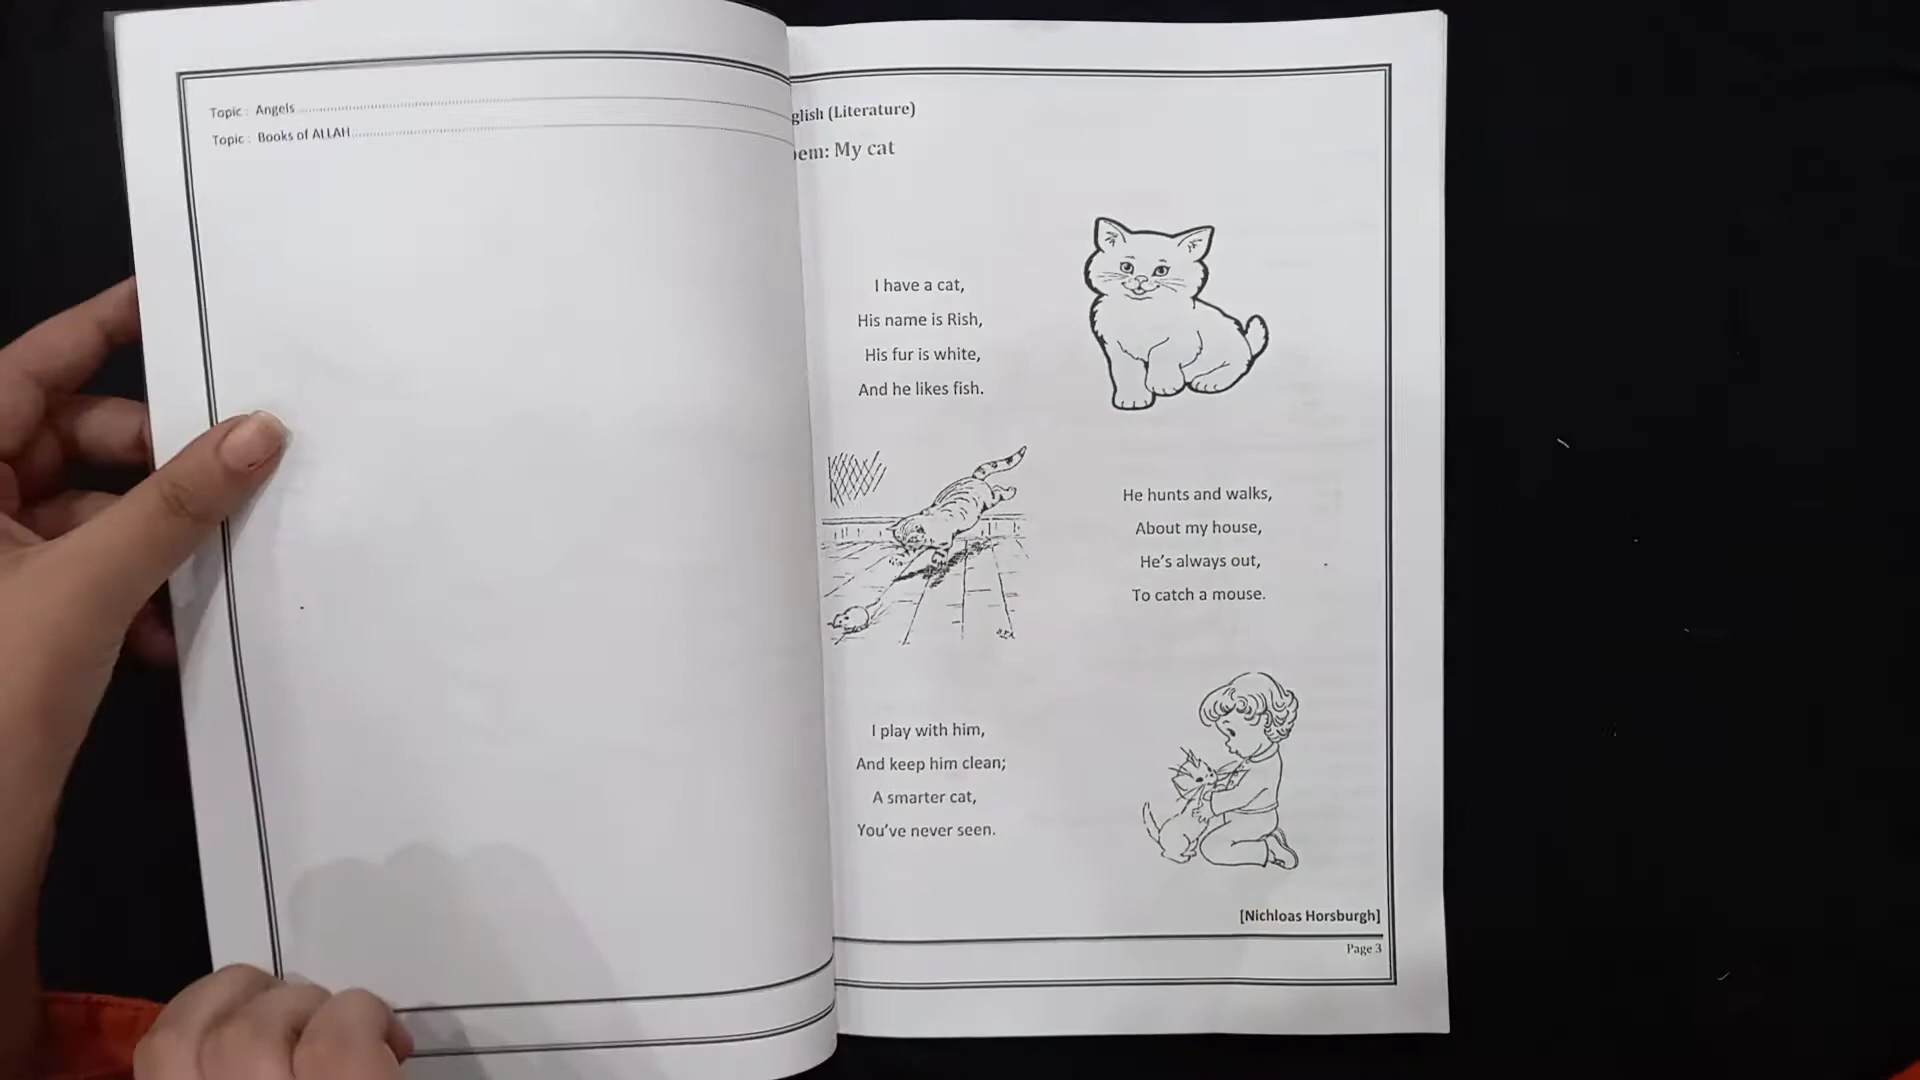 Topic : Angels
Topic : Books of ALLAH
glish (Literature)
em: My cat
I have a cat,
His name is Rish,
His fur is white,
And he likes fish.
He hunts and walks,
About my house,
He's always out,
To catch a mouse.
I play with him,
And keep him clean;
A smarter cat,
You've never seen.
[Nichloas Horsburgh]
Page 3